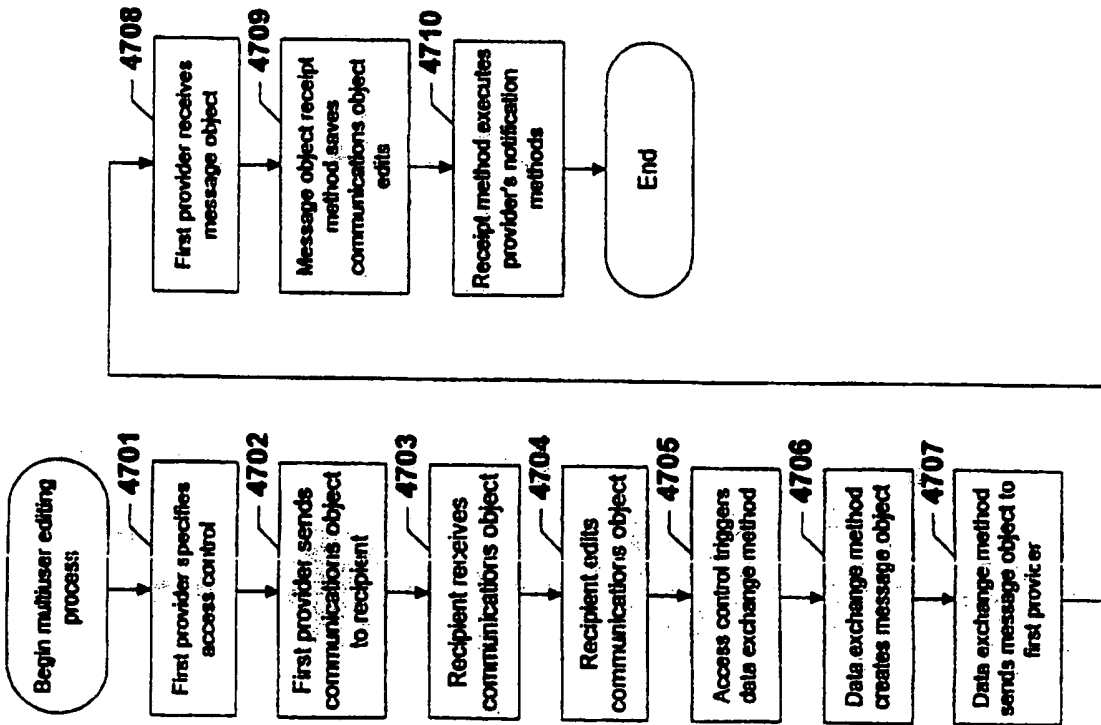 Begin multiuser editing
process
4701
First provider specifies
access control
4702
First provider sends
communications object
to recipient
4703
Recipient receives
communications object
4704
Recipient edits
communications object
4705
Access control triggers
data exchange method
4706
Data exchange method
creates message object
4707
Data exchange method
sends message object to
first provicer
4708
First provider receives
message object
4709
Message object receipt
method saves
communications object
edits
4710
Receipt method executes
provider's notification
methods
End